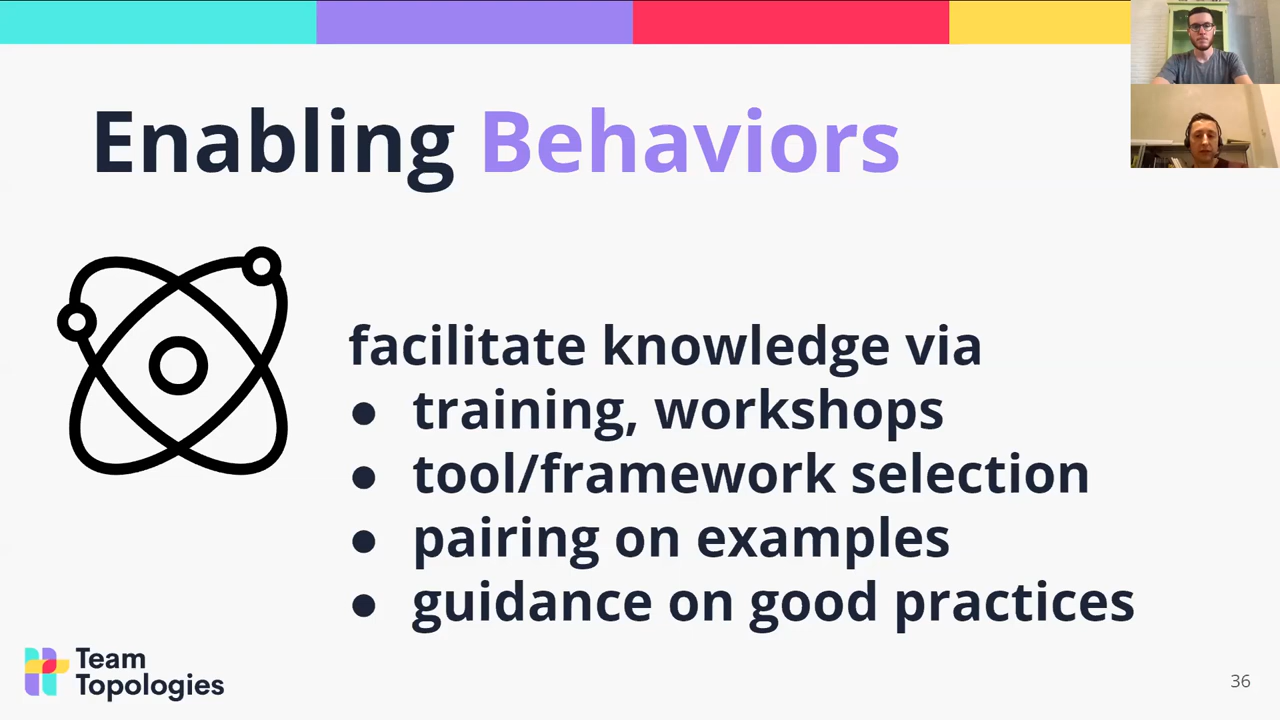 Enabling Behaviors
facilitate knowledge via
● training, workshops
● tool/framework selection
● pairing on examples
● guidance on good practices
Team
Topologies
36